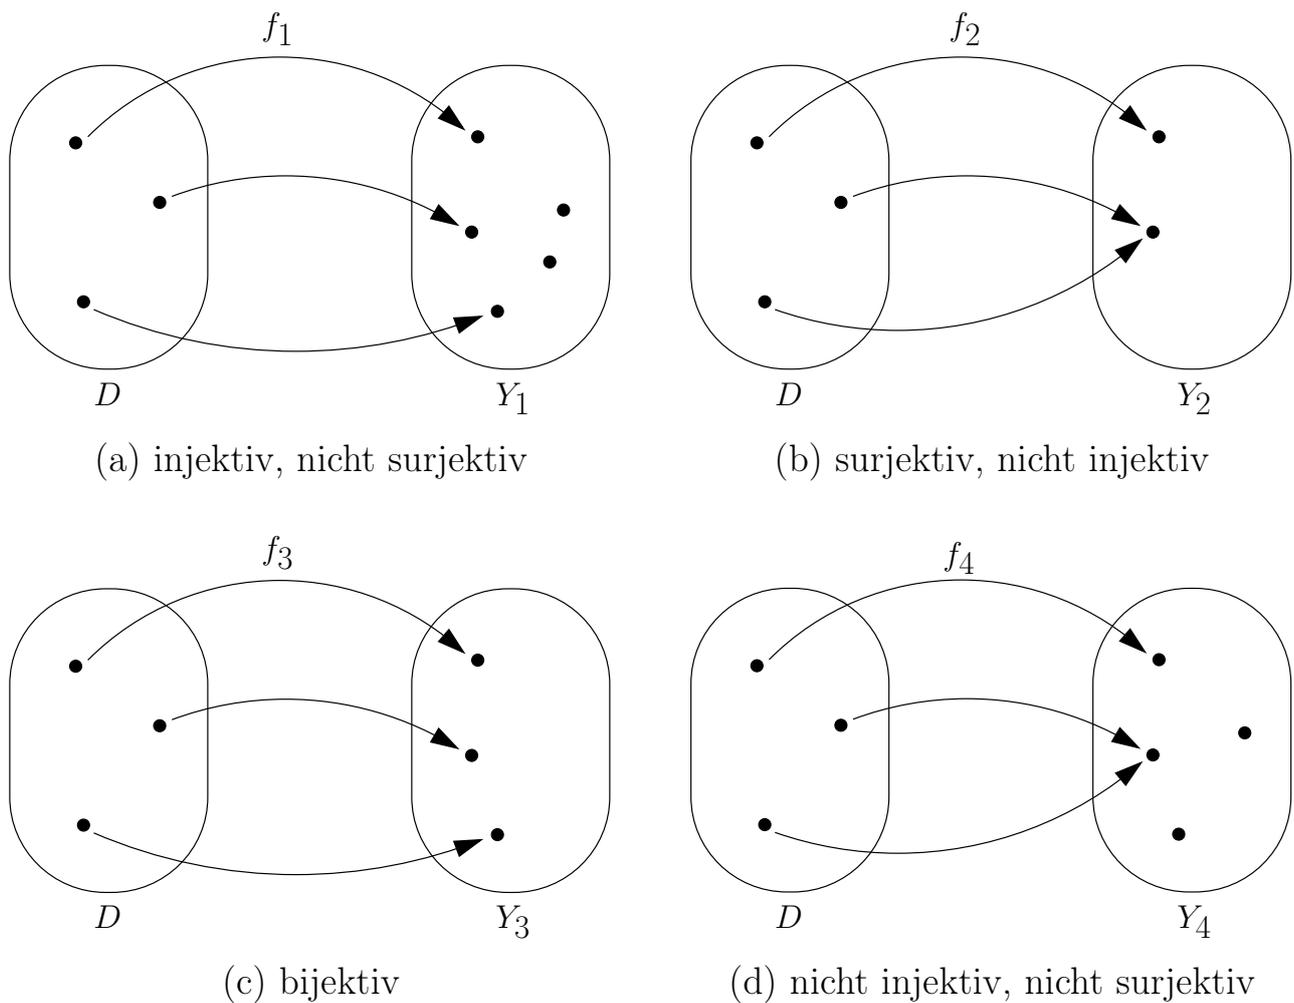 f₁ f₂
D Y₁ D Y₂
(a) injektiv, nicht surjektiv (b) surjektiv, nicht injektiv
f₃ f₄
D Y₃ D Y₄
(c) bijektiv (d) nicht injektiv, nicht surjektiv